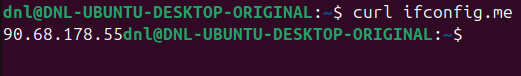 dnl@DNL-UBUNTU-DESKTOP-ORIGINAL:~$ curl ifconfig.me
90.68.178.55dnl@DNL-UBUNTU-DESKTOP-ORIGINAL:~$